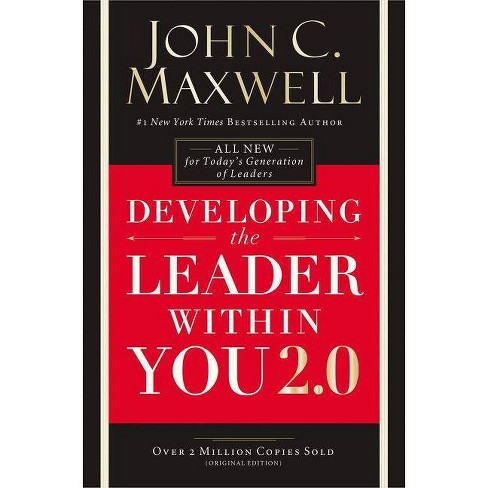 JOHN C.
MAXWELL
#1 New York Times BESTSELLING AUTHOR
ALL NEW
for Today's Generation
of Leaders
DEVELOPING
the
LEADER
WITHIN
YOU 2.0
OVER 2 MILLION COPIES SOLD
(ORIGINAL EDITION)